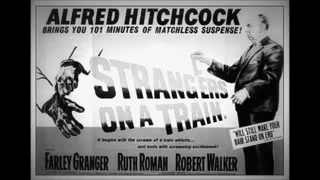 ALFRED HITCHCOCK
BRINGS YOU 101 MINUTES OF MATCHLESS SUSPENSE!
STRANGERS
ON A TRAIN
It begins with the scream of a train whistle...
and ends with screaming excitement!
"WILL STILL MAKE YOUR
HAIR STAND ON END"
FARLEY GRANGER RUTH ROMAN ROBERT WALKER